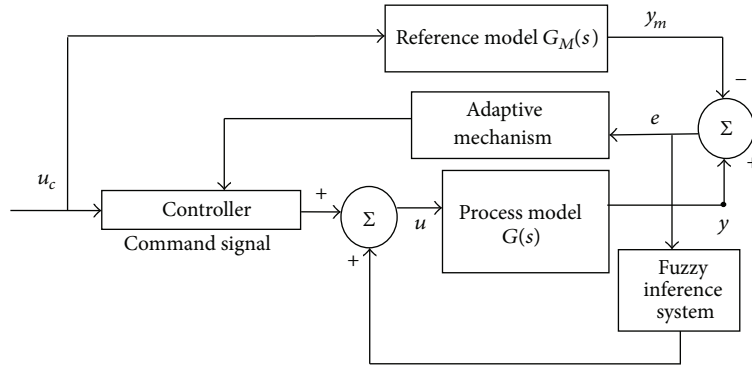 Reference model G_M(s)
y_m
−
Adaptive
mechanism
e
Σ
+
u_c
Controller
Command signal
+
Σ
+
u
Process model
G(s)
y
Fuzzy
inference
system